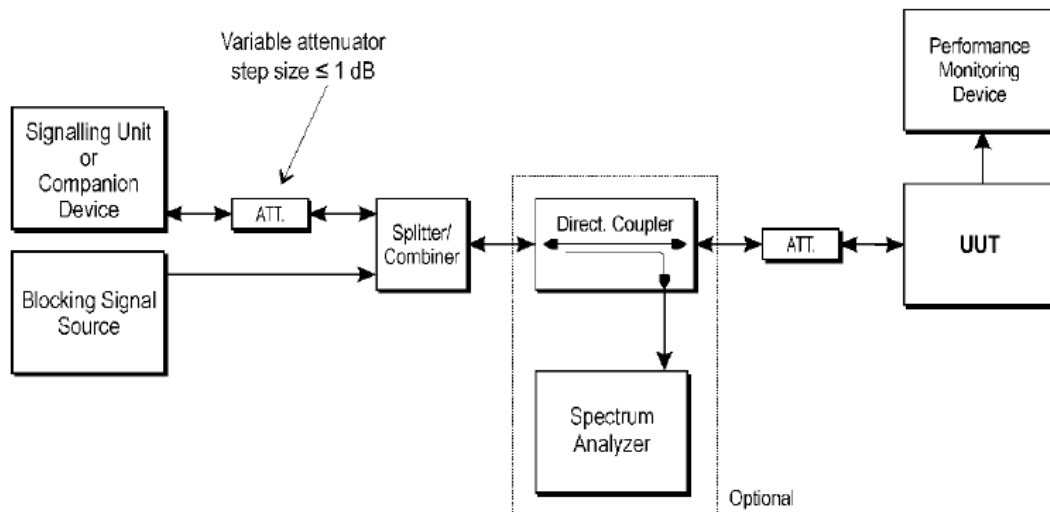 Variable attenuator
step size ≤ 1 dB
Performance
Monitoring
Device
Signalling Unit
or
Companion
Device
ATT.
Splitter/
Combiner
Direct. Coupler
ATT.
UUT
Blocking Signal
Source
Spectrum
Analyzer
Optional